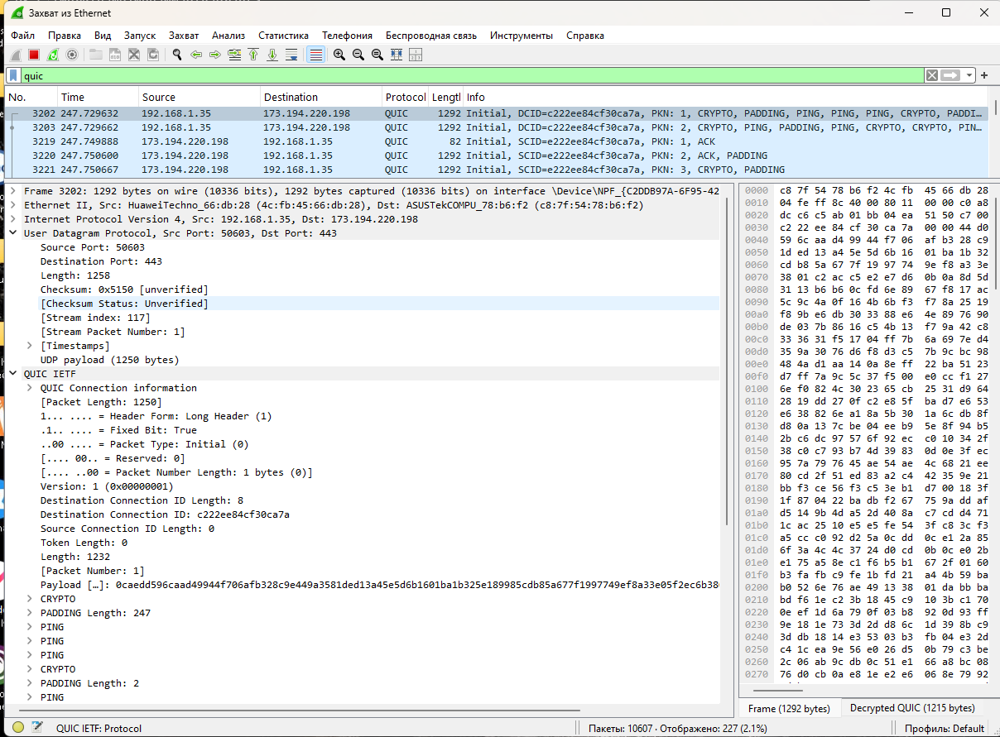 Захват из Ethernet
Файл Правка Вид Запуск Захват Анализ Статистика Телефония Беспроводная связь Инструменты Справка
quic
No. Time Source Destination Protocol Lengtl Info
3202 247.729632 192.168.1.35 173.194.220.198 QUIC 1292 Initial, DCID=c222ee84cf30ca7a, PKN: 1, CRYPTO, PADDING, PING, PING, PING, CRYPTO, PADDI…
3203 247.729662 192.168.1.35 173.194.220.198 QUIC 1292 Initial, DCID=c222ee84cf30ca7a, PKN: 2, CRYPTO, PING, PADDING, PING, CRYPTO, CRYPTO, PIN…
3219 247.749888 173.194.220.198 192.168.1.35 QUIC 82 Initial, SCID=e222ee84cf30ca7a, PKN: 1, ACK
3220 247.750600 173.194.220.198 192.168.1.35 QUIC 1292 Initial, SCID=e222ee84cf30ca7a, PKN: 2, ACK, PADDING
3221 247.750667 173.194.220.198 192.168.1.35 QUIC 1292 Initial, SCID=e222ee84cf30ca7a, PKN: 3, CRYPTO, PADDING
Frame 3202: 1292 bytes on wire (10336 bits), 1292 bytes captured (10336 bits) on interface \Device\NPF_{C2DDB97A-6F95-42
Ethernet II, Src: HuaweiTechno_66:db:28 (4c:fb:45:66:db:28), Dst: ASUSTekCOMPU_78:b6:f2 (c8:7f:54:78:b6:f2)
Internet Protocol Version 4, Src: 192.168.1.35, Dst: 173.194.220.198
User Datagram Protocol, Src Port: 50603, Dst Port: 443
Source Port: 50603
Destination Port: 443
Length: 1258
Checksum: 0x5150 [unverified]
[Checksum Status: Unverified]
[Stream index: 117]
[Stream Packet Number: 1]
[Timestamps]
UDP payload (1250 bytes)
QUIC IETF
QUIC Connection information
[Packet Length: 1250]
1... .... = Header Form: Long Header (1)
.1.. .... = Fixed Bit: True
..00 .... = Packet Type: Initial (0)
[.... 00.. = Reserved: 0]
[.... ..00 = Packet Number Length: 1 bytes (0)]
Version: 1 (0x00000001)
Destination Connection ID Length: 8
Destination Connection ID: c222ee84cf30ca7a
Source Connection ID Length: 0
Token Length: 0
Length: 1232
[Packet Number: 1]
Payload […]: 0caedd596caad49944f706afb328c9e449a3581ded13a45e5d6b1601ba1b325e189985cdb85a677f1997749ef8a33e05f2ec6b38
CRYPTO
PADDING Length: 247
PING
PING
PING
CRYPTO
PADDING Length: 2
PING
0000 c8 7f 54 78 b6 f2 4c fb 45 66 db 28
0010 04 fe ff 8c 40 00 80 11 00 00 c0 a8
0020 dc c6 c5 ab 01 bb 04 ea 51 50 c7 00
0030 c2 22 ee 84 cf 30 ca 7a 00 00 44 d0
0040 59 6c aa d4 99 44 f7 06 af b3 28 c9
0050 1d ed 13 a4 5e 5d 6b 16 01 ba 1b 32
0060 cd b8 5a 67 7f 19 97 74 9e f8 a3 3e
0070 38 01 c2 ac c5 e2 e7 d6 0b 0a 8d 5d
0080 31 13 b6 b6 0c fd 6e 89 67 f8 17 ac
0090 5c 9c 4a 0f 16 4b 6b f3 f7 8a 25 19
00a0 f8 9b e6 db 30 33 88 e6 4e 89 76 90
00b0 de 03 7b 86 16 c5 4b 13 f7 9a 42 c8
00c0 33 36 31 f5 17 04 ff 7b 6a 69 7e d4
00d0 35 9a 30 76 d6 f8 d3 c5 7b 9c bc 98
00e0 48 4a d1 aa 14 0a 8e ff 22 ba 51 23
00f0 d7 ff 7a 9c 5c 37 f5 00 e0 cc f1 27
0100 6e f0 82 4c 30 23 65 cb 25 31 d9 64
0110 28 19 dd 27 0f c2 e8 5f ba d7 e6 53
0120 e6 38 82 6e a1 8a 5b 30 1a 6c db 8f
0130 d8 0a 13 7c be 04 ee b9 5e 8f 94 b5
0140 2b c6 dc 97 57 6f 92 ec c0 10 34 2f
0150 38 c0 c7 93 b7 4d 39 83 0d 0e 3f ec
0160 95 7a 79 76 45 ae 54 ae 4c 68 21 ee
0170 80 cd 2f 51 ed 83 a2 c4 42 35 9e 21
0180 bb f3 ce 56 f3 c5 3e b1 d7 00 18 3f
0190 1f 87 04 22 ba db f2 67 75 9a dd af
01a0 d5 14 9b 4d a5 2d 40 8a c7 cd d4 71
01b0 1c ac 25 10 e5 e5 fe 54 3f c8 3c f3
01c0 a5 cc c0 92 d2 5a 0c dd 0c e1 2a 85
01d0 6f 3a 4c 4c 37 24 d0 cd 0b 0c e0 2b
01e0 e1 75 a5 8e c1 f6 b5 b1 67 2f 01 60
01f0 b3 fa fb c9 fe 1b fd 21 a4 4b 59 ba
0200 b0 52 6e 76 ae 49 13 38 01 da bb ba
0210 bd f6 1e c2 3b 18 45 c9 10 3b c1 70
0220 0e ef 1d 6a 79 0f 03 b8 92 0d 93 ff
0230 9e 18 1e 73 3d 2d d8 6c 1d 39 8b c9
0240 3d db 18 14 e3 53 03 b3 fb 04 e3 2d
0250 c4 1c ea 9e 56 e0 26 d5 0b 79 c3 be
0260 2c 06 ab 9c db 0c 51 e1 66 a8 bc 08
0270 76 d0 cb 0a e8 1e e2 e6 06 8e 79 92
Frame (1292 bytes) Decrypted QUIC (1215 bytes)
QUIC IETF: Protocol
Пакеты: 10607 · Отображено: 227 (2.1%)
Профиль: Default